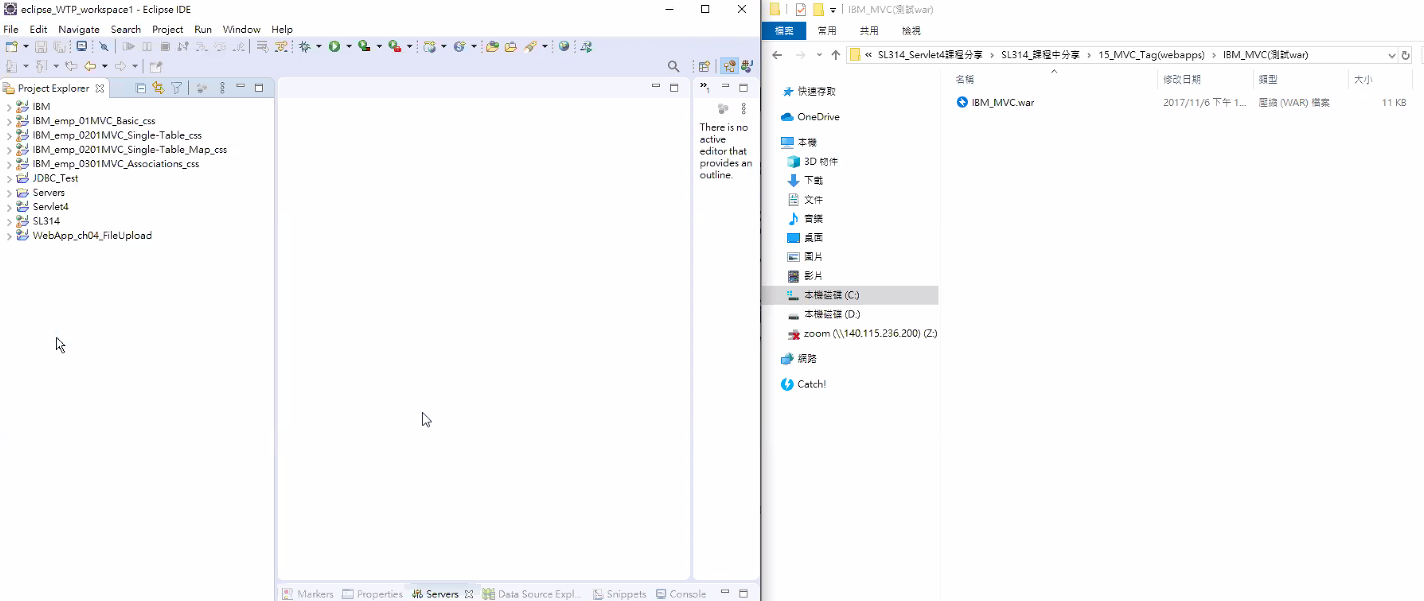 eclipse_WTP_workspace1 - Eclipse IDE
File Edit Navigate Search Project Run Window Help
Project Explorer
IBM
IBM_emp_01MVC_Basic_css
IBM_emp_0201MVC_Single-Table_css
IBM_emp_0201MVC_Single-Table_Map_css
IBM_emp_0301MVC_Associations_css
JDBC_Test
Servers
Servlet4
SL314
WebApp_ch04_FileUpload
There is no
active
editor that
provides an
outline.
Markers Properties Servers Data Source Expl... Snippets Console
IBM_MVC(測試war)
檔案 常用 共用 檢視
« SL314_Servlet4課程分享 › SL314_課程中分享 › 15_MVC_Tag(webapps) › IBM_MVC(測試war)
名稱 修改日期 類型 大小
IBM_MVC.war 2017/11/6 下午 1... 壓縮 (WAR) 檔案 11 KB
快速存取
OneDrive
本機
3D 物件
下載
文件
音樂
桌面
圖片
影片
本機磁碟 (C:)
本機磁碟 (D:)
zoom (\\140.115.236.200) (Z:)
網路
Catch!